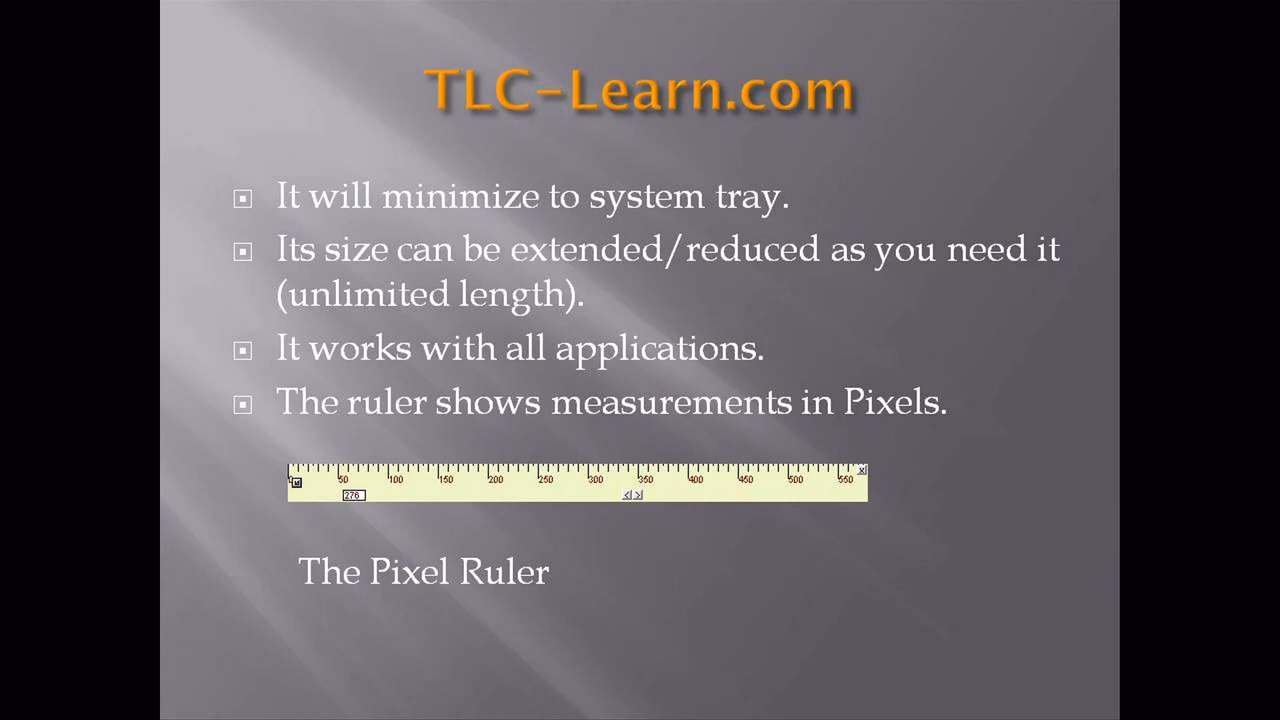 TLC-Learn.com
It will minimize to system tray.
Its size can be extended/reduced as you need it
(unlimited length).
It works with all applications.
The ruler shows measurements in Pixels.
0 50 100 150 200 250 300 350 400 450 500 550
276
The Pixel Ruler